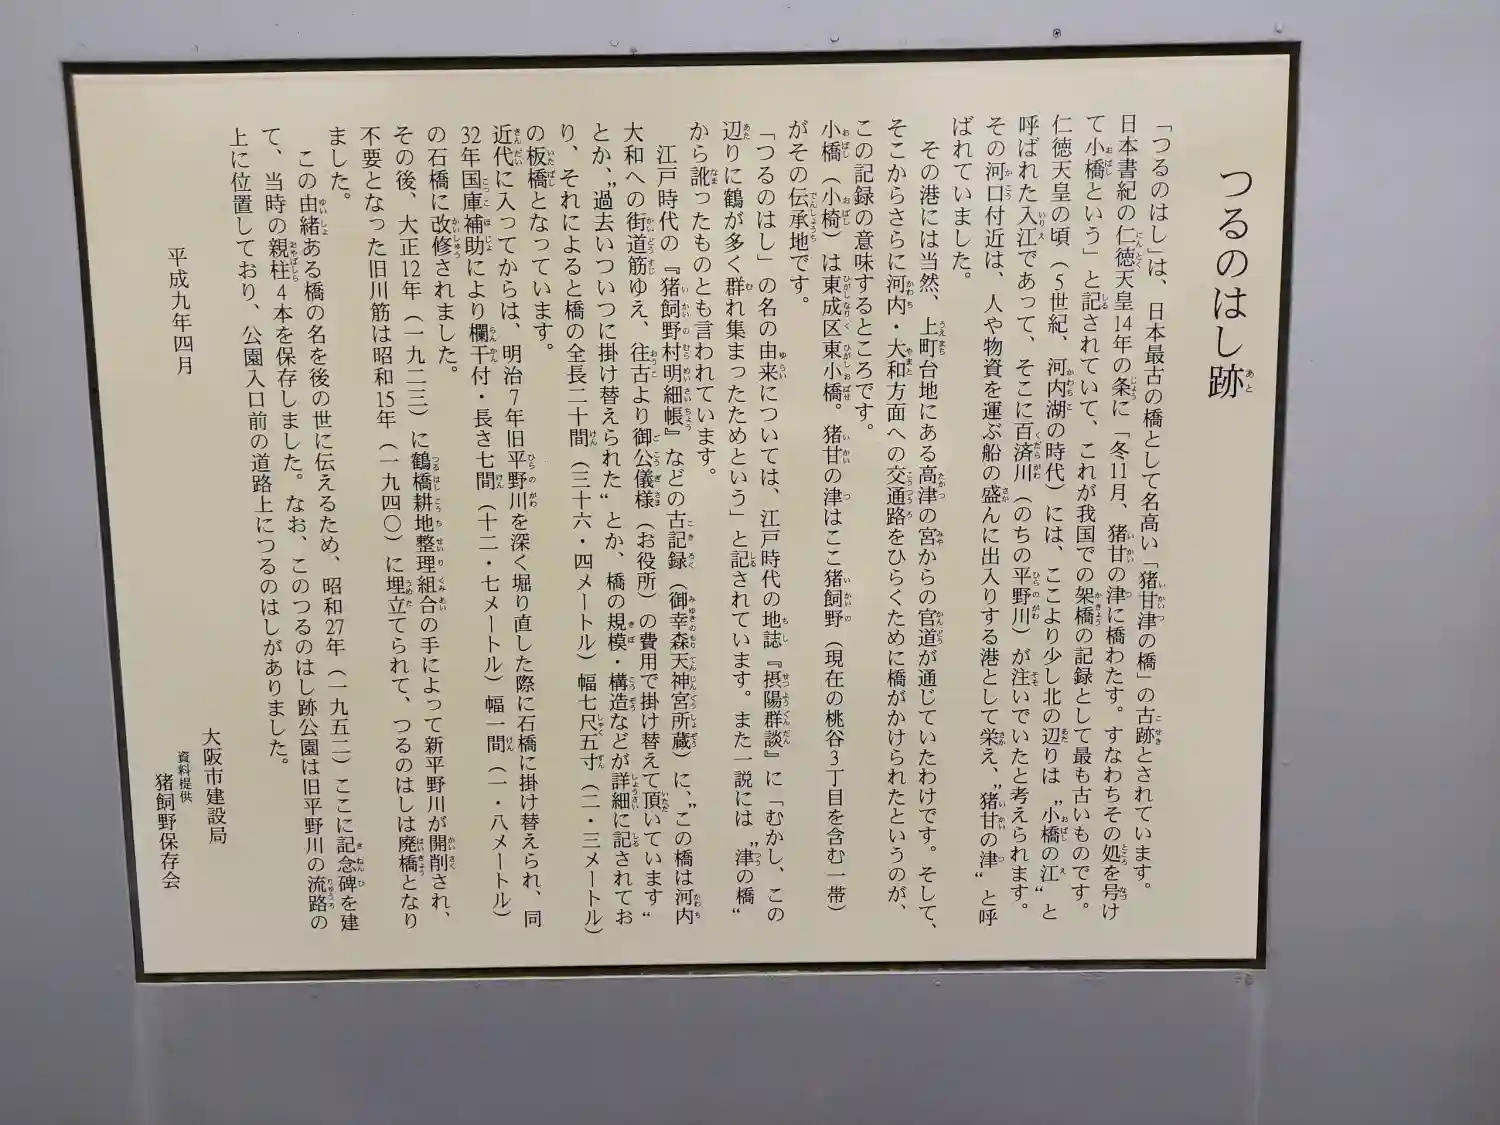 つるのはし跡
「つるのはし」は、日本最古の橋として名高い「猪甘津の橋」の古跡とされています。
日本書紀の仁徳天皇14年の条に「冬11月、猪甘の津に橋わたす。すなわちその処を号け
て小橋という」と記されていて、これが我国での架橋の記録として最も古いものです。
仁徳天皇の頃（5世紀、河内湖の時代）には、ここより少し北の辺りは〝小橋の江〟と
呼ばれた入江であって、そこに百済川（のちの平野川）が注いでいたと考えられます。
その河口付近は、人や物資を運ぶ船の盛んに出入りする港として栄え、〝猪甘の津〟と呼
ばれていました。
その港には当然、上町台地にある高津の宮からの官道が通じていたわけです。そして、
そこからさらに河内・大和方面への交通路をひらくために橋がかけられたというのが、
この記録の意味するところです。
小橋（小椅）は東成区東小橋。猪甘の津はここ猪飼野（現在の桃谷3丁目を含む一帯）
がその伝承地です。
「つるのはし」の名の由来については、江戸時代の地誌『摂陽群談』に「むかし、この
辺りに鶴が多く群れ集まったためという」と記されています。また一説には〝津の橋〟
から訛ったものとも言われています。
江戸時代の『猪飼野村明細帳』などの古記録（御幸森天神宮所蔵）に、〝この橋は河内
大和への街道筋ゆえ、往古より御公儀様（お役所）の費用で掛け替えて頂いています〟
とか、〝過去いついつに掛け替えられた〟とか、橋の規模・構造などが詳細に記されてお
り、それによると橋の全長二十間（三十六・四メートル）幅七尺五寸（二・三メートル）
の板橋となっています。
近代に入ってからは、明治7年旧平野川を深く堀り直した際に石橋に掛け替えられ、同
32年国庫補助により欄干付・長さ七間（十二・七メートル）幅一間（一・八メートル）
の石橋に改修されました。
その後、大正12年（一九二三）に鶴橋耕地整理組合の手によって新平野川が開削され、
不要となった旧川筋は昭和15年（一九四〇）に埋立てられて、つるのはしは廃橋となり
ました。
この由緒ある橋の名を後の世に伝えるため、昭和27年（一九五二）ここに記念碑を建
て、当時の親柱4本を保存しました。なお、このつるのはし跡公園は旧平野川の流路の
上に位置しており、公園入口前の道路上につるのはしがありました。
大阪市建設局
平成九年四月
資料提供
猪飼野保存会